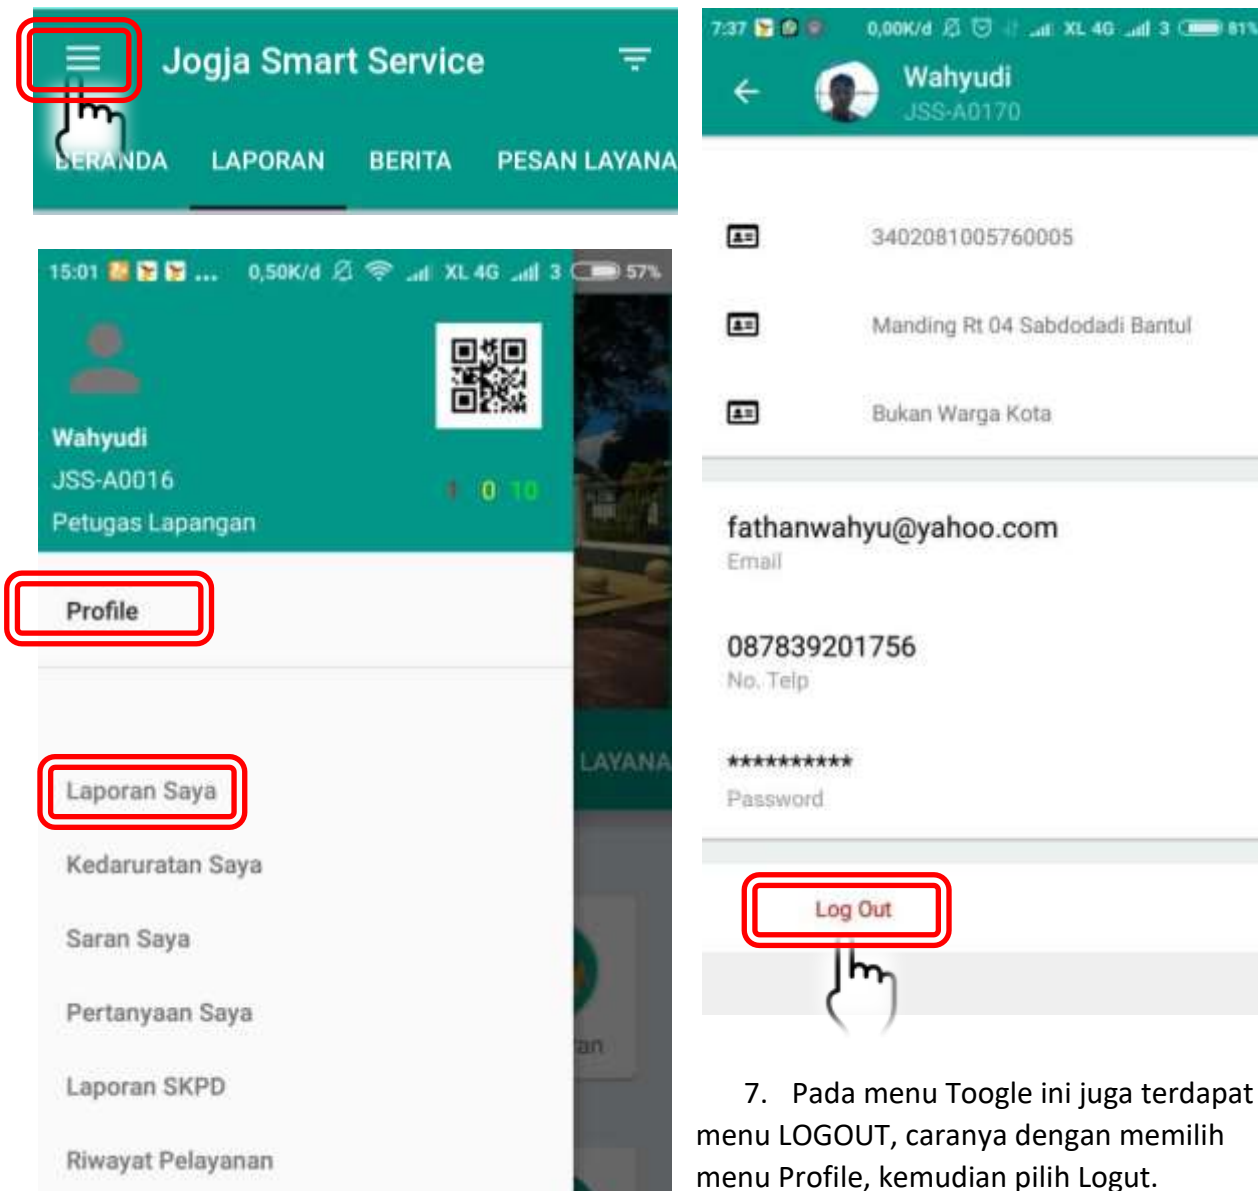 Jogja Smart Service
BERANDA LAPORAN BERITA PESAN LAYANA
15:01 ... 0,50K/d XL 4G 3 57%
Wahyudi
JSS-A0016
1 0 10
Petugas Lapangan
Profile
LAYANA
Laporan Saya
Kedaruratan Saya
Saran Saya
Pertanyaan Saya
ran
Laporan SKPD
Riwayat Pelayanan
7:37 0,00K/d XL 4G 3 81%
Wahyudi
JSS-A0170
3402081005760005
Manding Rt 04 Sabdodadi Bantul
Bukan Warga Kota
fathanwahyu@yahoo.com
Email
087839201756
No. Telp
**********
Password
Log Out
7. Pada menu Toogle ini juga terdapat
menu LOGOUT, caranya dengan memilih
menu Profile, kemudian pilih Logut.